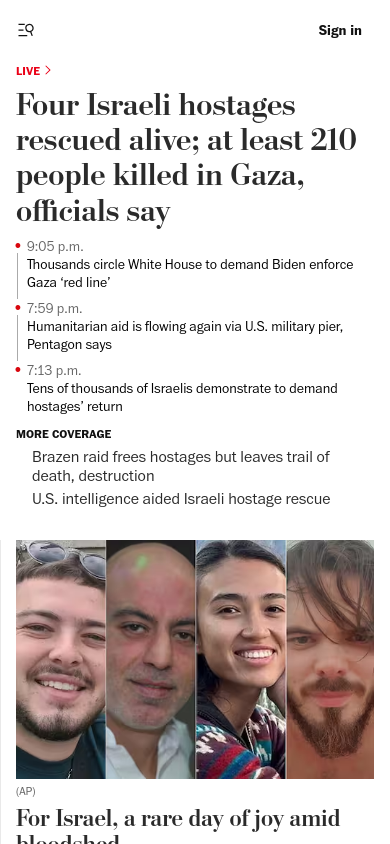 Sign in
LIVE
Four Israeli hostages
rescued alive; at least 210
people killed in Gaza,
officials say
9:05 p.m.
Thousands circle White House to demand Biden enforce
Gaza ‘red line’
7:59 p.m.
Humanitarian aid is flowing again via U.S. military pier,
Pentagon says
7:13 p.m.
Tens of thousands of Israelis demonstrate to demand
hostages’ return
MORE COVERAGE
Brazen raid frees hostages but leaves trail of
death, destruction
U.S. intelligence aided Israeli hostage rescue
(AP)
For Israel, a rare day of joy amid
bloodshed